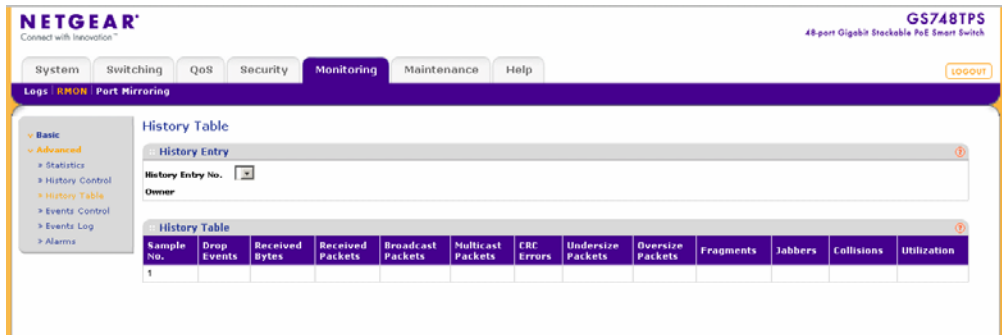 NETGEAR
Connect with Innovation™
GS748TPS
48-port Gigabit Stackable PoE Smart Switch
System Switching QoS Security Monitoring Maintenance Help
LOGOUT
Logs RMON Port Mirroring
Basic
Advanced
Statistics
History Control
History Table
Events Control
Events Log
Alarms
History Table
History Entry
History Entry No.
Owner
History Table
Sample No. Drop Events Received Bytes Received Packets Broadcast Packets Multicast Packets CRC Errors Undersize Packets Oversize Packets Fragments Jabbers Collisions Utilization
1